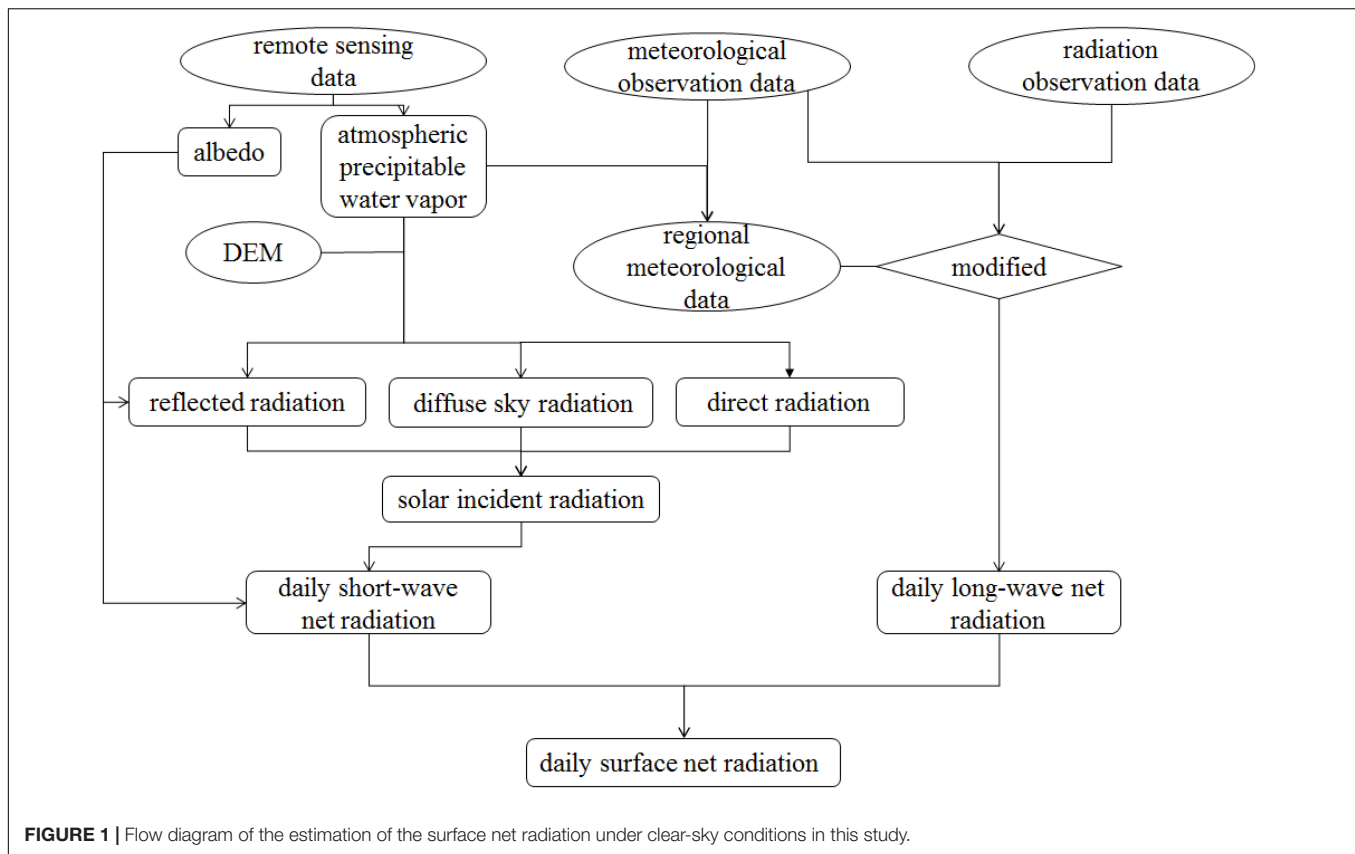 remote sensing
data
meteorological
observation data
radiation
observation data
albedo
atmospheric
precipitable
water vapor
DEM
regional
meteorological
data
modified
reflected radiation
diffuse sky radiation
direct radiation
solar incident radiation
daily short-wave
net radiation
daily long-wave net
radiation
daily surface net radiation
FIGURE 1 | Flow diagram of the estimation of the surface net radiation under clear-sky conditions in this study.